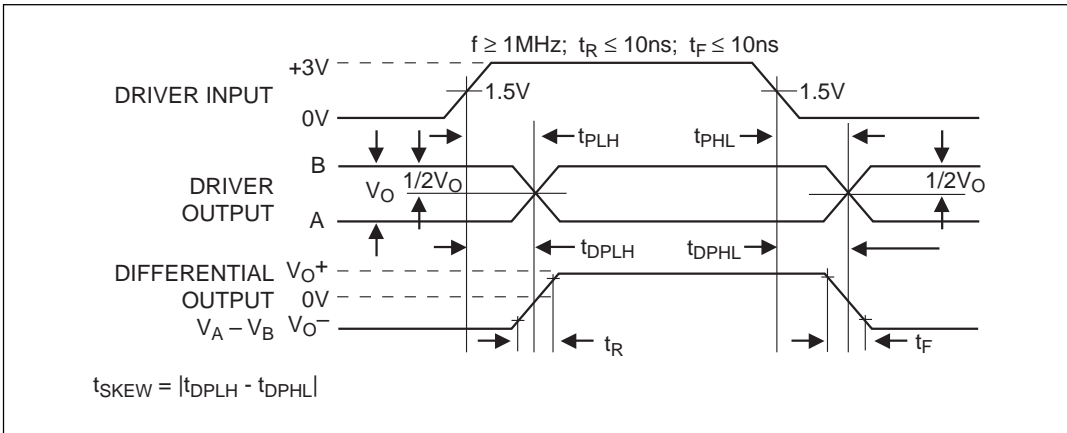 f ≥ 1MHz; tR ≤ 10ns; tF ≤ 10ns
+3V
DRIVER INPUT
1.5V
1.5V
0V
tPLH
tPHL
B
DRIVER OUTPUT
VO
1/2VO
1/2VO
A
tDPLH
tDPHL
DIFFERENTIAL OUTPUT
VA – VB
VO+
0V
VO–
tR
tF
tSKEW = |tDPLH - tDPHL|